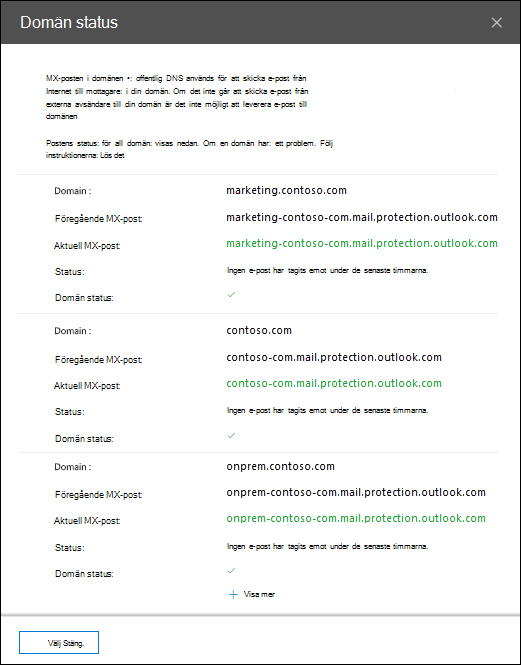 Domän status
MX-posten i domänen •; offentlig DNS används för att skicka e-post från
Internet till mottagare: i din domän. Om det inte går att skicka e-post från
externa avsändare till din domän är det inte möjligt att leverera e-post till
domänen
Postens status: för all domän: visas nedan. Om en domän har: ett problem. Följ
instruktionerna: Lös det
Domain :
marketing.contoso.com
Föregående MX-post:
marketing-contoso-com.mail.protection.outlook.com
Aktuell MX-post:
marketing-contoso-com.mail.protection.outlook.com
Status:
Ingen e-post har tagits emot under de senaste timmarna.
Domän status:
Domain :
contoso.com
Föregående MX-post:
contoso-com.mail.protection.outlook.com
Aktuell MX-post:
contoso-com.mail.protection.outlook.com
Status:
Ingen e-post har tagits emot under de senaste timmarna.
Domän status:
Domain :
onprem.contoso.com
Föregående MX-post:
onprem-contoso-com.mail.protection.outlook.com
Aktuell MX-post:
onprem-contoso-com.mail.protection.outlook.com
Status:
Ingen e-post har tagits emot under de senaste timmarna.
Domän status:
Visa mer
Välj Stäng.